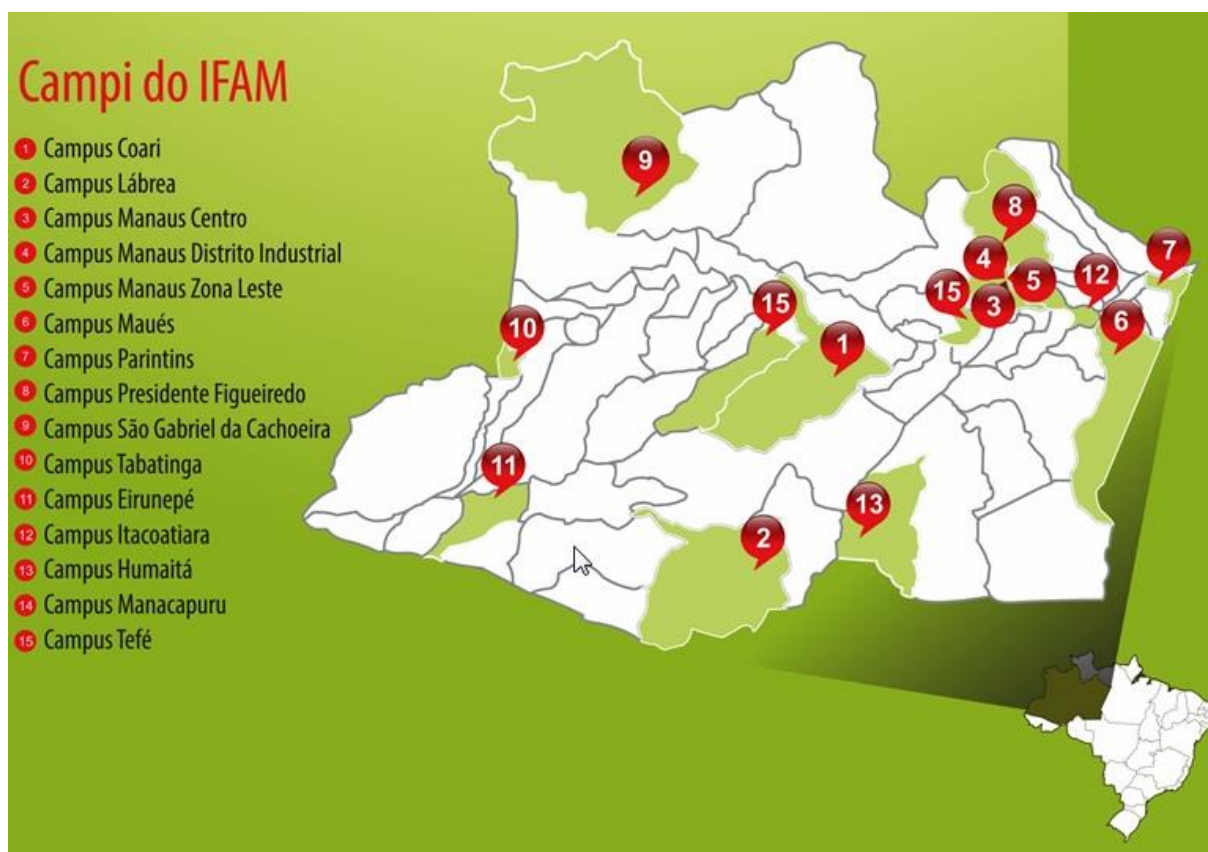 Campi do IFAM
1 Campus Coari
2 Campus Lábrea
3 Campus Manaus Centro
4 Campus Manaus Distrito Industrial
5 Campus Manaus Zona Leste
6 Campus Maués
7 Campus Parintins
8 Campus Presidente Figueiredo
9 Campus São Gabriel da Cachoeira
10 Campus Tabatinga
11 Campus Eirunepé
12 Campus Itacoatiara
13 Campus Humaitá
14 Campus Manacapuru
15 Campus Tefé
9
8
7
4
5
12
15
3
15
6
10
1
11
13
2